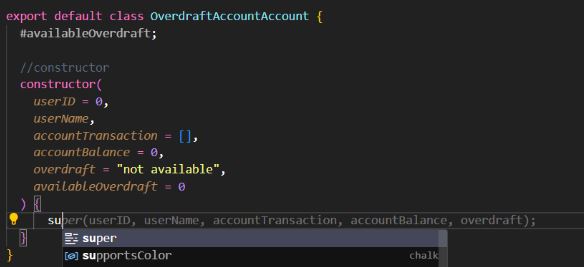 export default class OverdraftAccountAccount {
#availableOverdraft;
//constructor
constructor(
userID = 0,
userName,
accountTransaction = [],
accountBalance = 0,
overdraft = "not available",
availableOverdraft = 0
) {
super(userID, userName, accountTransaction, accountBalance, overdraft);
} super
supportsColor chalk
}